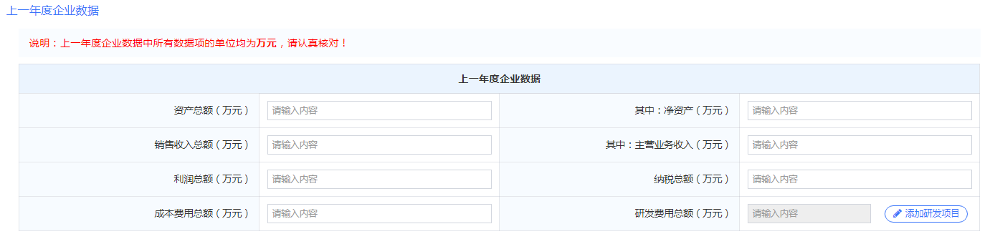 上一年度企业数据
说明：上一年度企业数据中所有数据项的单位均为万元，请认真核对！
上一年度企业数据
资产总额（万元） 请输入内容 其中：净资产（万元） 请输入内容
销售收入总额（万元） 请输入内容 其中：主营业务收入（万元） 请输入内容
利润总额（万元） 请输入内容 纳税总额（万元） 请输入内容
成本费用总额（万元） 请输入内容 研发费用总额（万元） 请输入内容 添加研发项目